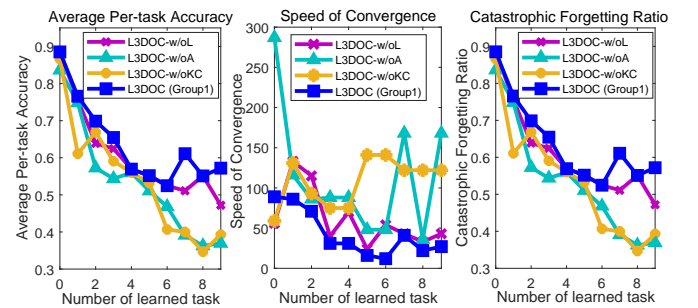 Average Per-task Accuracy
Average Per-task Accuracy
0.9
0.8
0.7
0.6
0.5
0.4
0.3
L3DOC-w/oL
L3DOC-w/oA
L3DOC-w/oKC
L3DOC (Group1)
0 2 4 6 8
Number of learned task
Speed of Convergence
Speed of Convergence
300
250
200
150
100
50
0
L3DOC-w/oL
L3DOC-w/oA
L3DOC-w/oKC
L3DOC (Group1)
0 2 4 6 8
Number of learned task
Catastrophic Forgetting Ratio
Catastrophic Forgetting Ratio
0.9
0.8
0.7
0.6
0.5
0.4
0.3
L3DOC-w/oL
L3DOC-w/oA
L3DOC-w/oKC
L3DOC (Group1)
0 2 4 6 8
Number of learned task